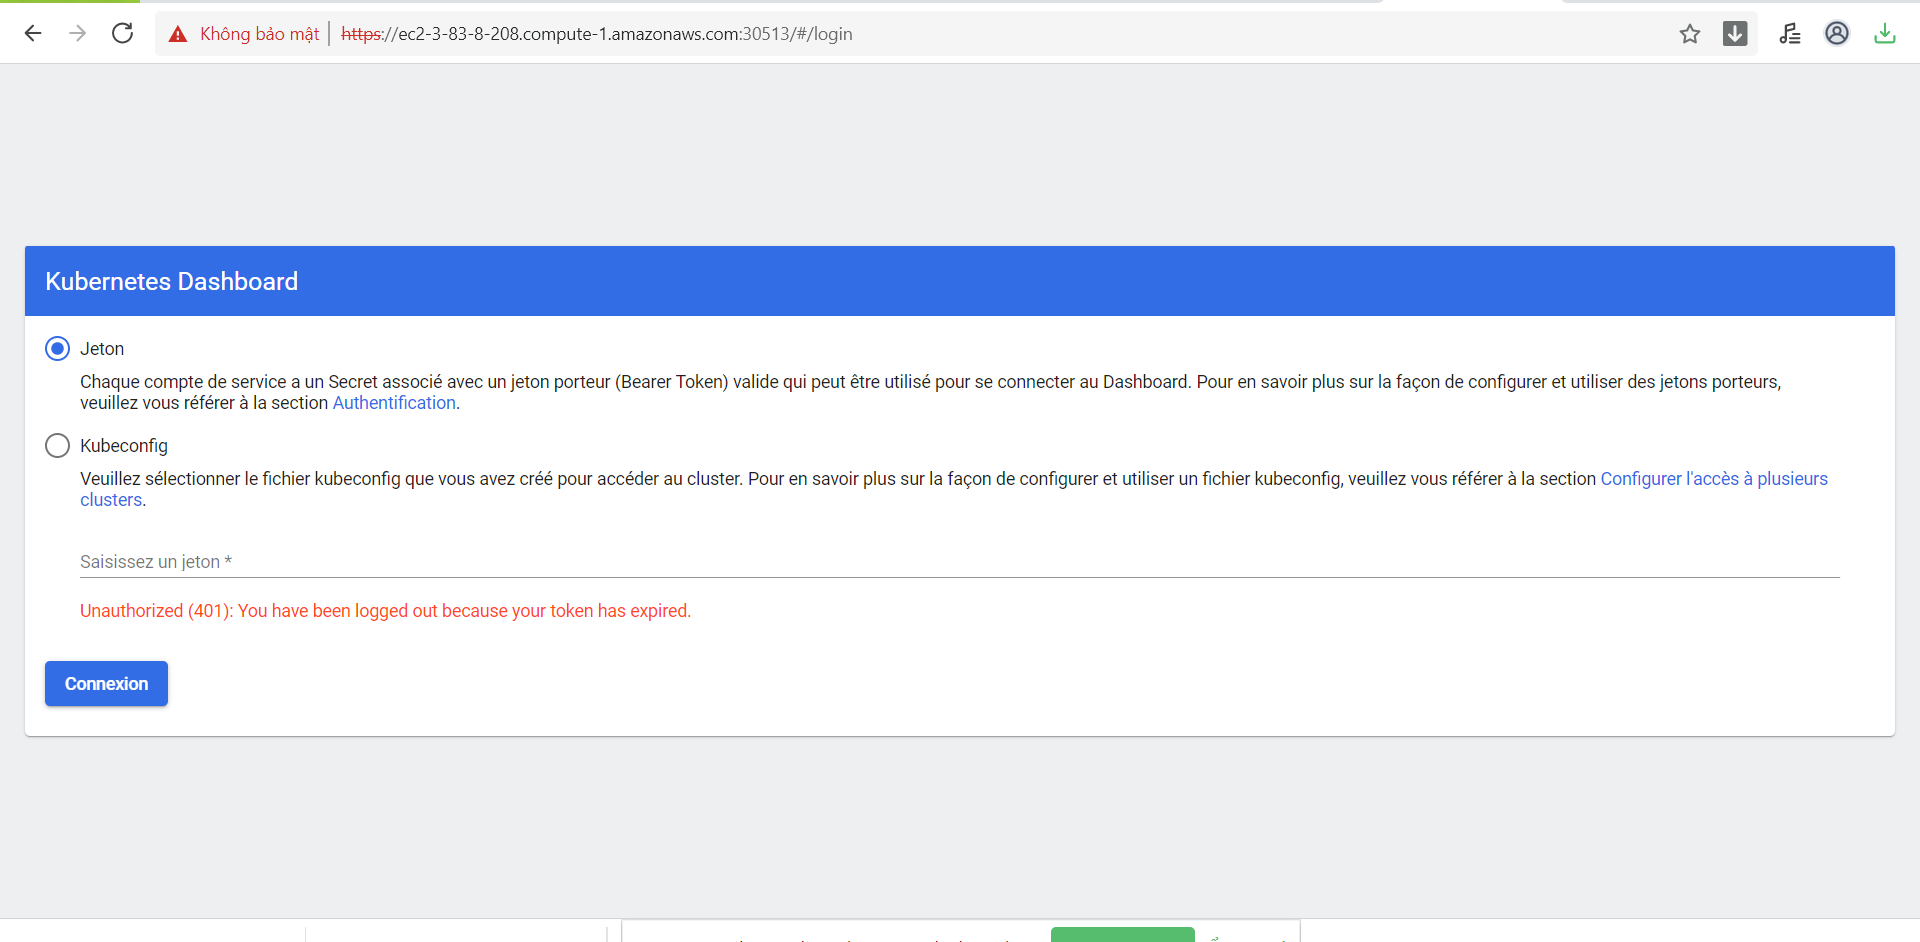 Không bảo mật
https://ec2-3-83-8-208.compute-1.amazonaws.com:30513/#/login
Kubernetes Dashboard
Jeton
Chaque compte de service a un Secret associé avec un jeton porteur (Bearer Token) valide qui peut être utilisé pour se connecter au Dashboard. Pour en savoir plus sur la façon de configurer et utiliser des jetons porteurs,
veuillez vous référer à la section Authentification.
Kubeconfig
Veuillez sélectionner le fichier kubeconfig que vous avez créé pour accéder au cluster. Pour en savoir plus sur la façon de configurer et utiliser un fichier kubeconfig, veuillez vous référer à la section Configurer l'accès à plusieurs
clusters.
Saisissez un jeton *
Unauthorized (401): You have been logged out because your token has expired.
Connexion